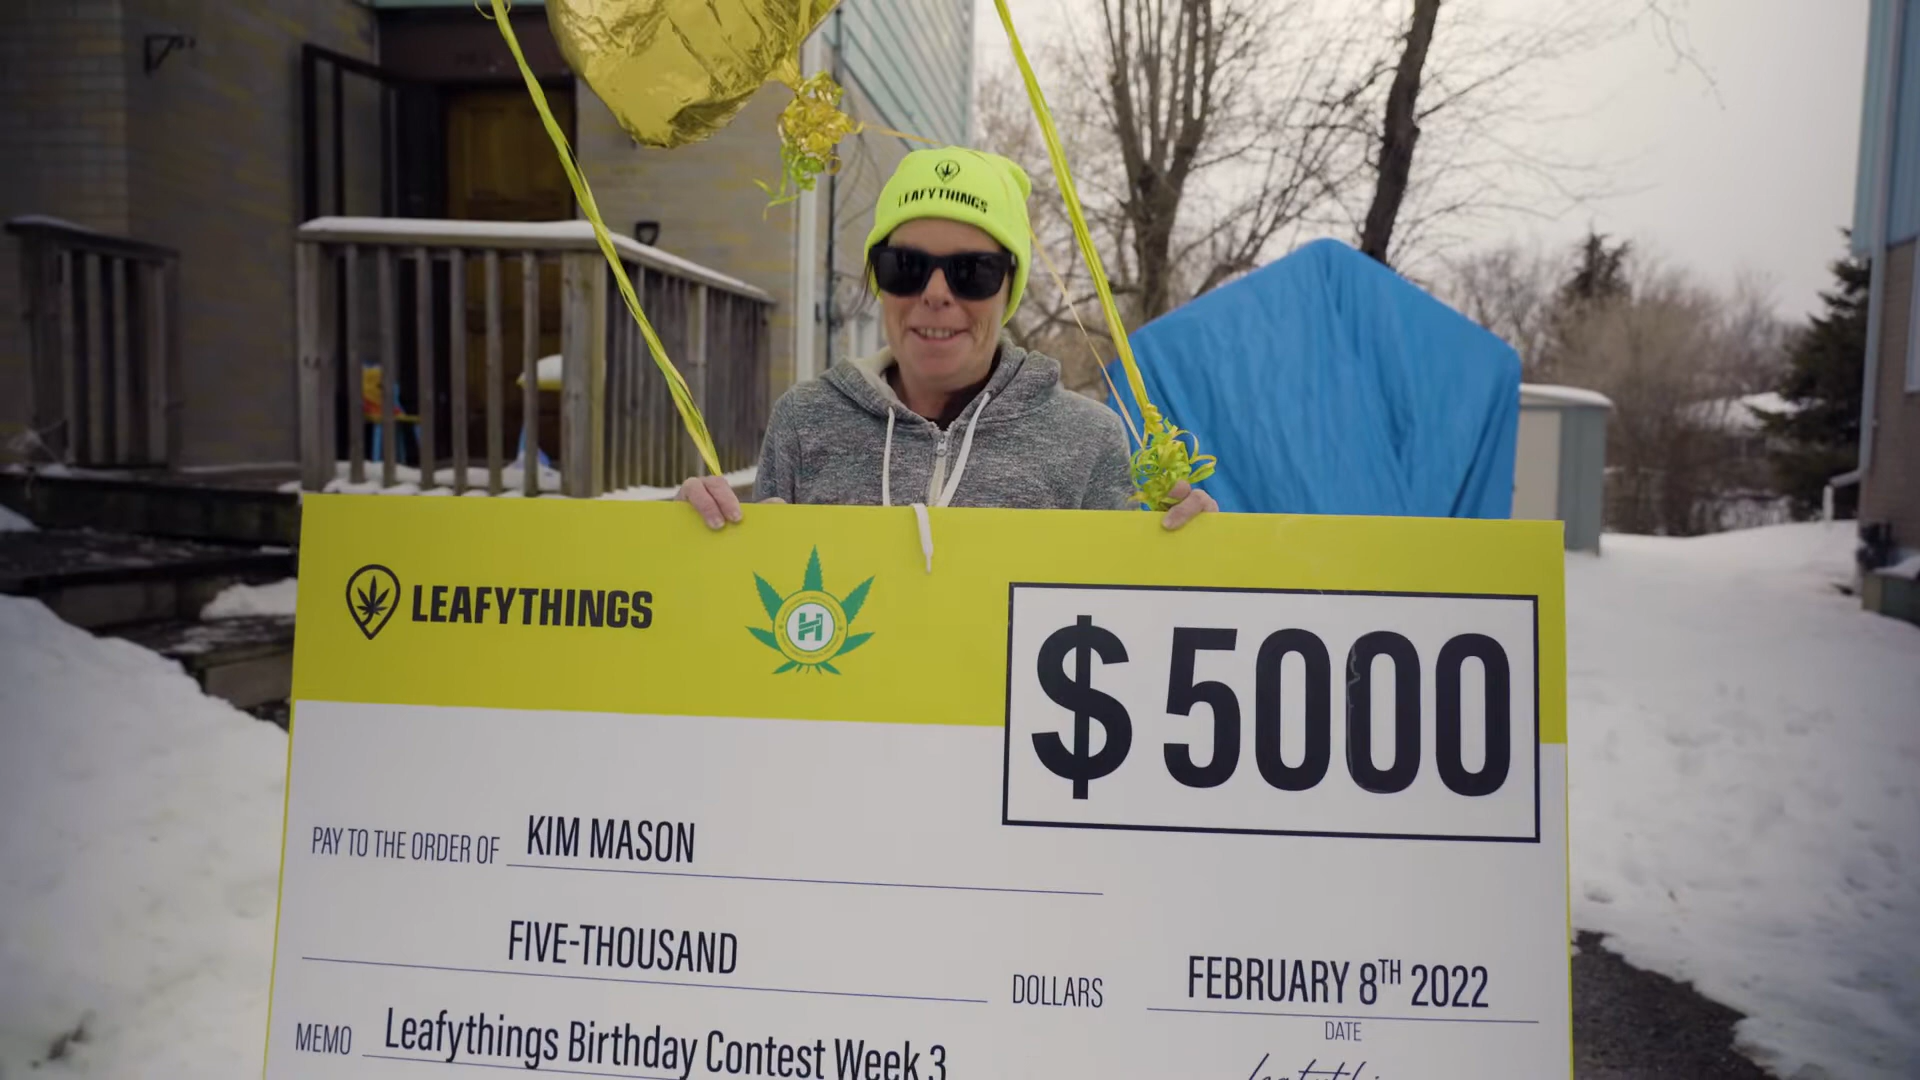 LEAFYTHINGS
LEAFYTHINGS
H
$ 5000
PAY TO THE ORDER OF KIM MASON
FIVE-THOUSAND DOLLARS
FEBRUARY 8TH 2022
DATE
MEMO Leafythings Birthday Contest Week 3